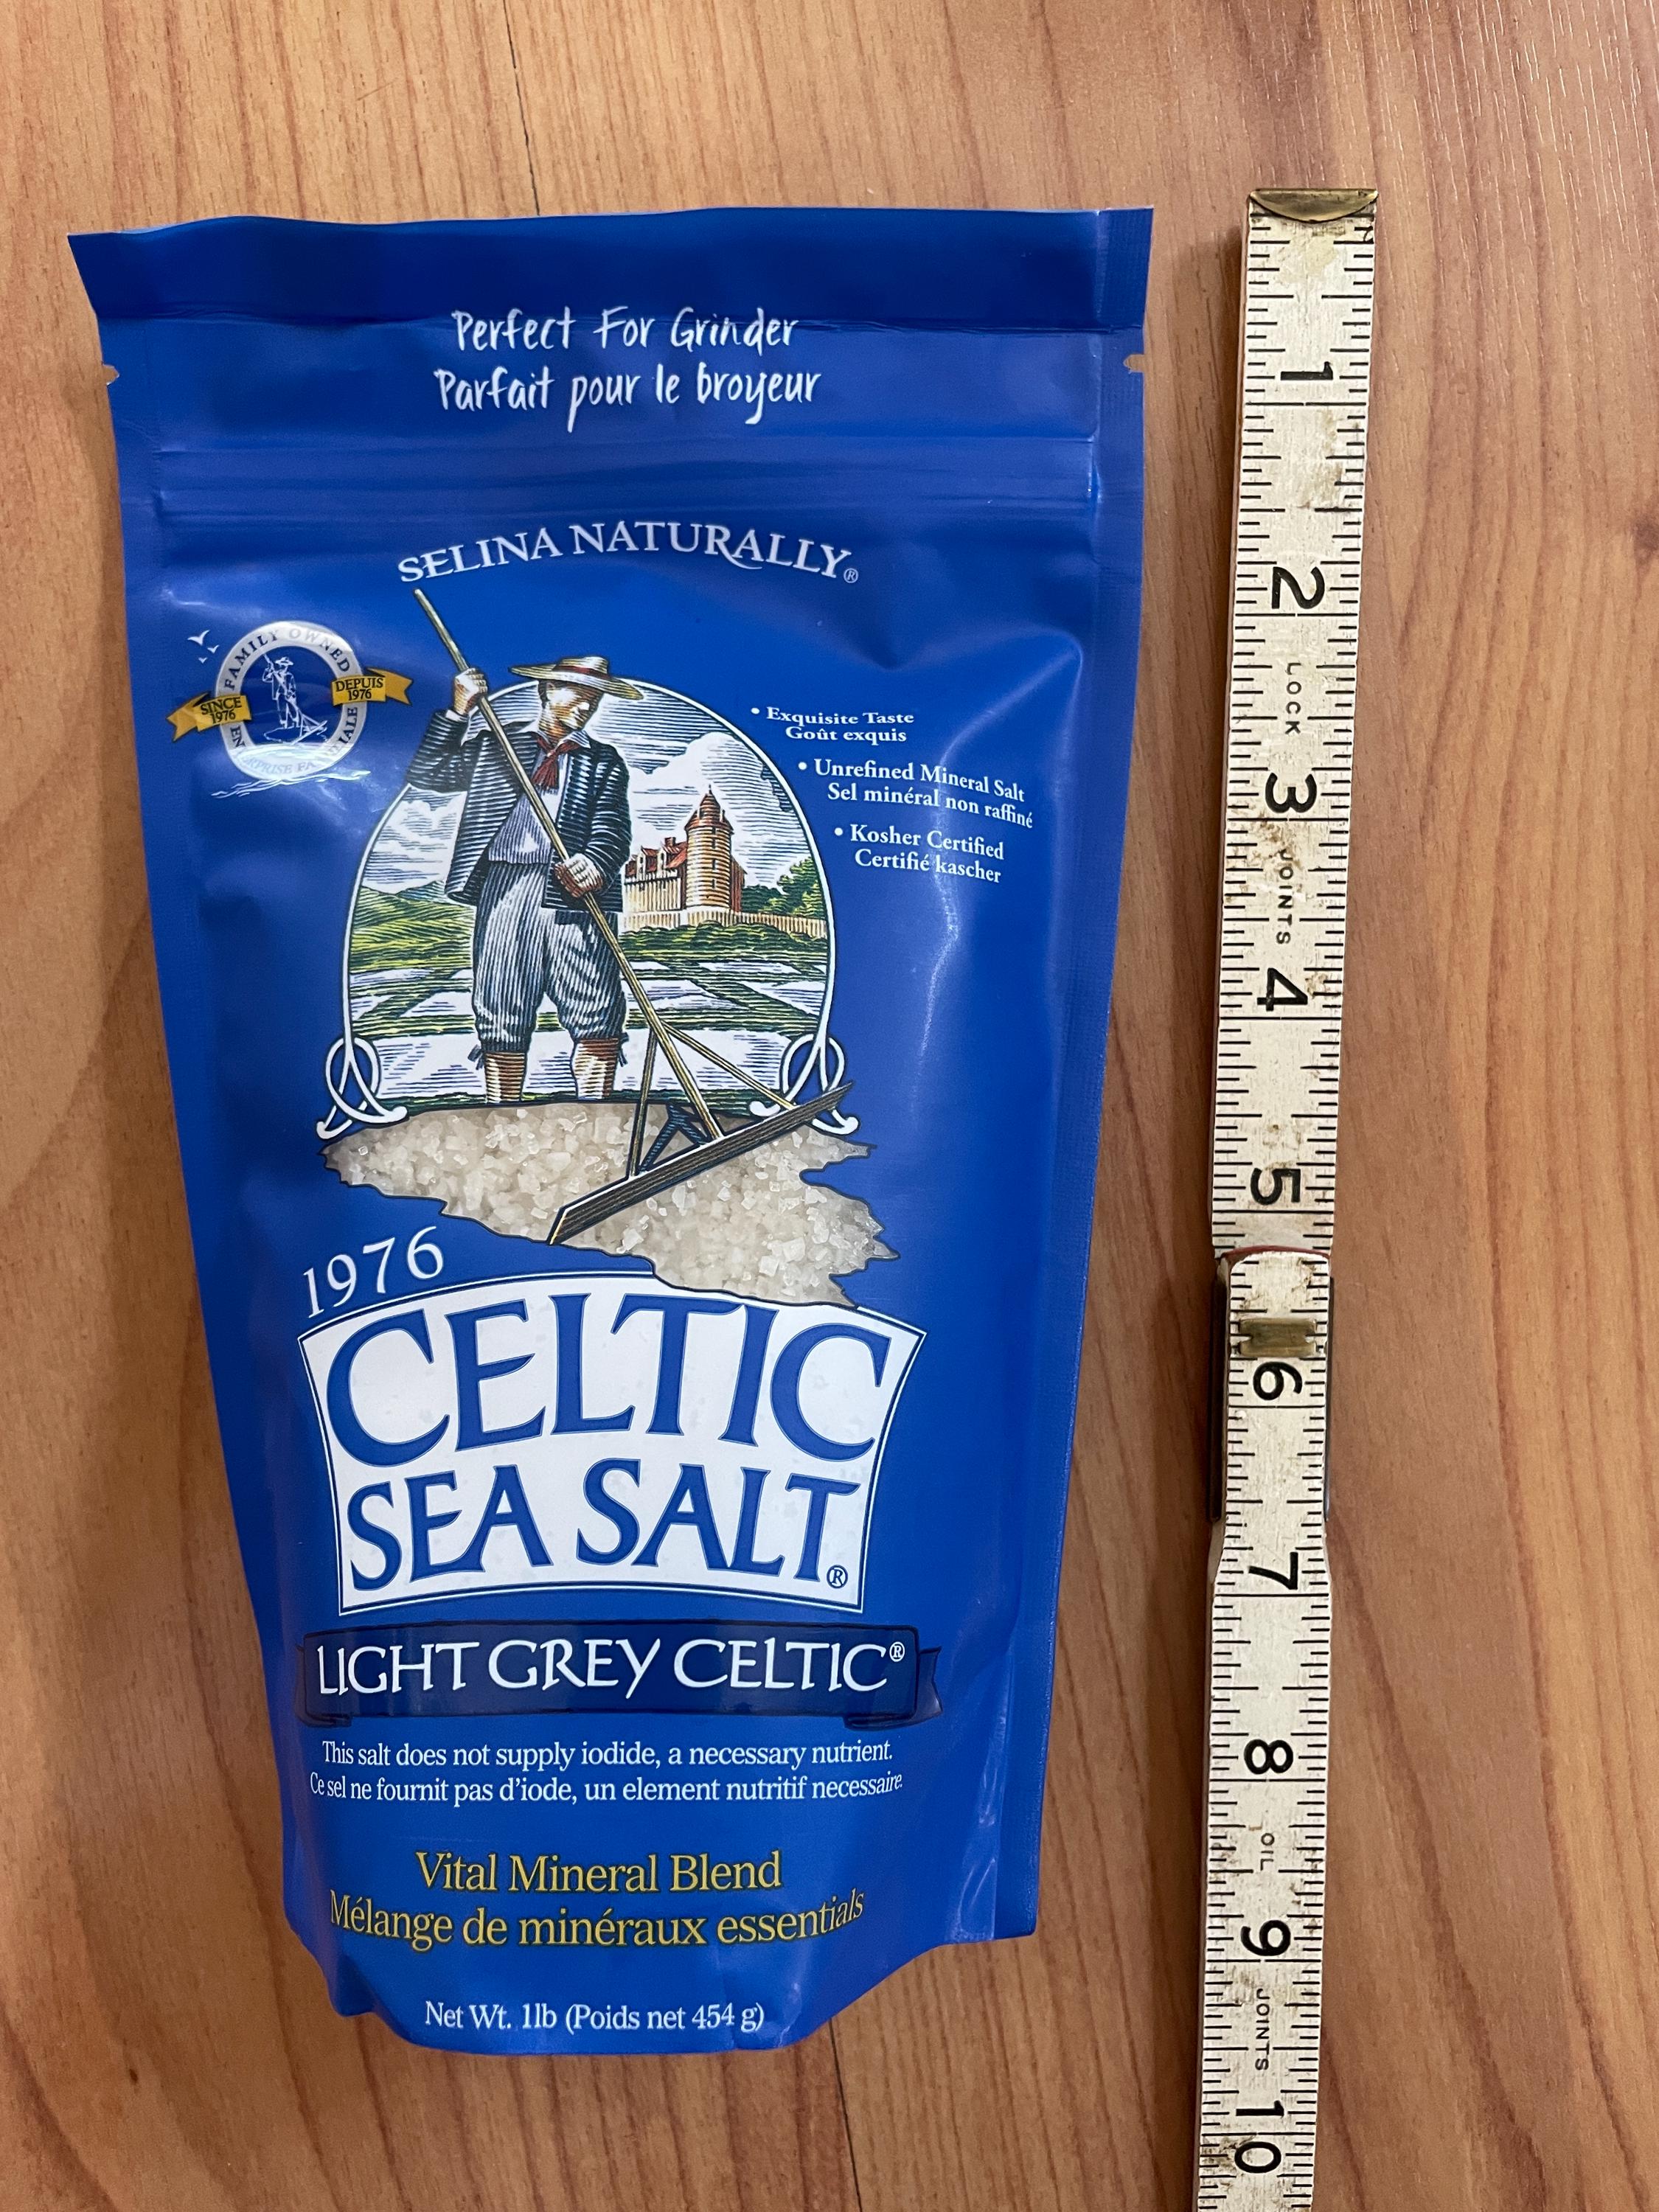 Perfect For Grinder
Parfait pour le broyeur
SELINA NATURALLY®
FAMILY OWNED
SINCE
1976
DEPUIS
1976
• Exquisite Taste
Goût exquis
• Unrefined Mineral Salt
Sel minéral non raffiné
• Kosher Certified
Certifié kascher
1976
CELTIC
SEA SALT®
LIGHT GREY CELTIC®
This salt does not supply iodide, a necessary nutrient.
Ce sel ne fournit pas d'iode, un element nutritif necessaire.
Vital Mineral Blend
Mélange de minéraux essentials
Net Wt. 1lb (Poids net 454 g)
1
2
LOCK
3
JOINTS
4
5
6
7
8
OIL
9
JOINTS
10